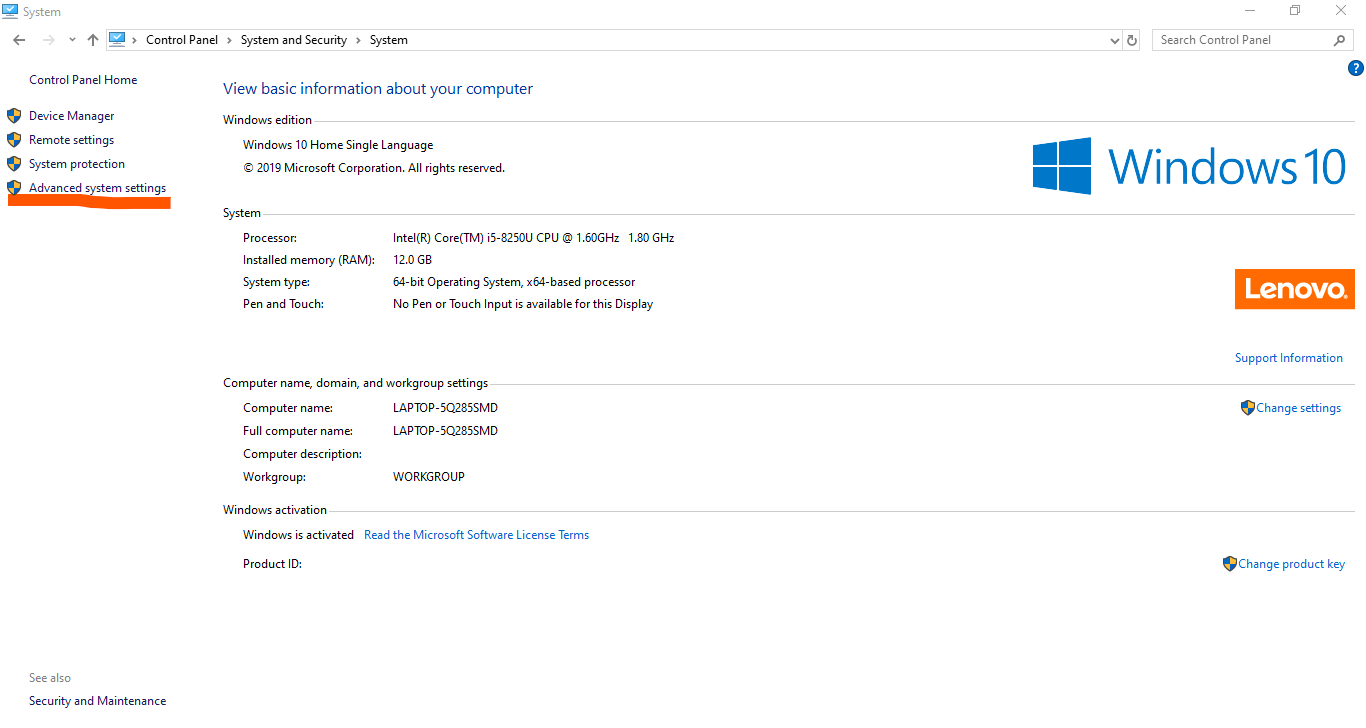 System
Control Panel > System and Security > System
Search Control Panel
?
Control Panel Home
Device Manager
Remote settings
System protection
Advanced system settings
See also
Security and Maintenance
View basic information about your computer
Windows edition
Windows 10 Home Single Language
© 2019 Microsoft Corporation. All rights reserved.
Windows 10
System
Processor: Intel(R) Core(TM) i5-8250U CPU @ 1.60GHz 1.80 GHz
Installed memory (RAM): 12.0 GB
System type: 64-bit Operating System, x64-based processor
Pen and Touch: No Pen or Touch Input is available for this Display
Lenovo
Support Information
Computer name, domain, and workgroup settings
Computer name: LAPTOP-5Q285SMD
Change settings
Full computer name: LAPTOP-5Q285SMD
Computer description:
Workgroup: WORKGROUP
Windows activation
Windows is activated Read the Microsoft Software License Terms
Product ID:
Change product key